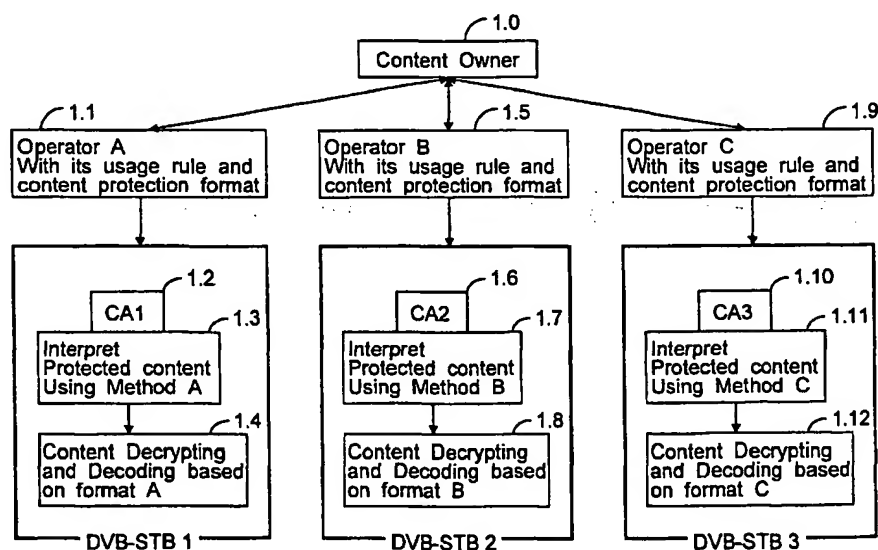 1.0
Content Owner
1.1
Operator A
With its usage rule and
content protection format
1.5
Operator B
With its usage rule and
content protection format
1.9
Operator C
With its usage rule and
content protection format
1.2
CA1
1.3
Interpret
Protected content
Using Method A
1.4
Content Decrypting
and Decoding based
on format A
DVB-STB 1
1.6
CA2
1.7
Interpret
Protected content
Using Method B
1.8
Content Decrypting
and Decoding based
on format B
DVB-STB 2
1.10
CA3
1.11
Interpret
Protected content
Using Method C
1.12
Content Decrypting
and Decoding based
on format C
DVB-STB 3